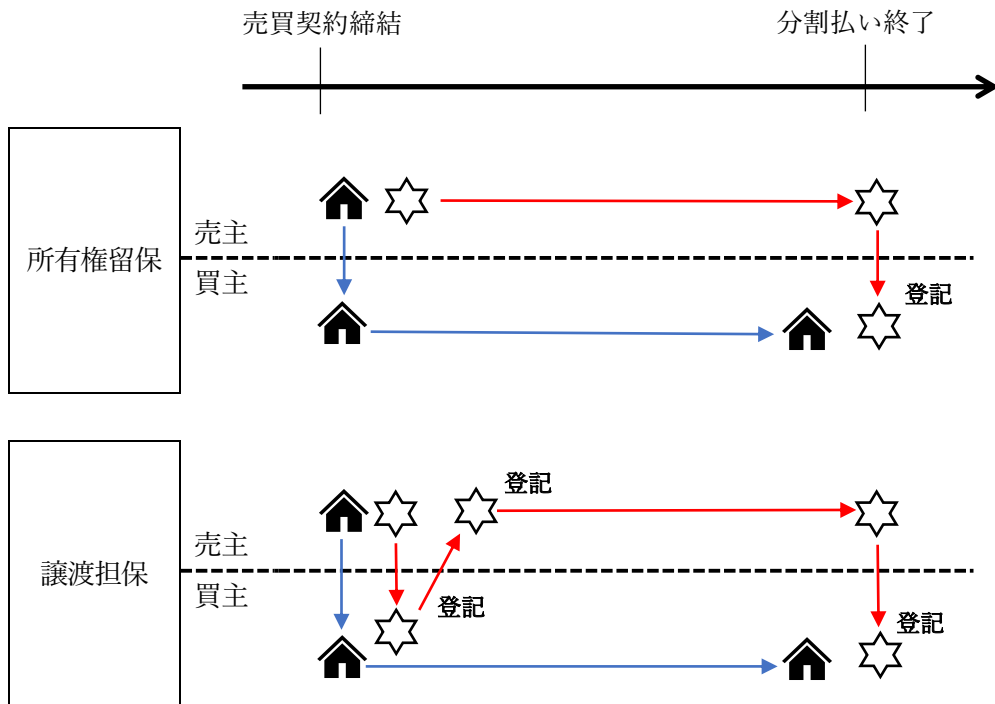 売買契約締結
分割払い終了
所有権留保
売主
買主
登記
譲渡担保
売主
買主
登記
登記
登記